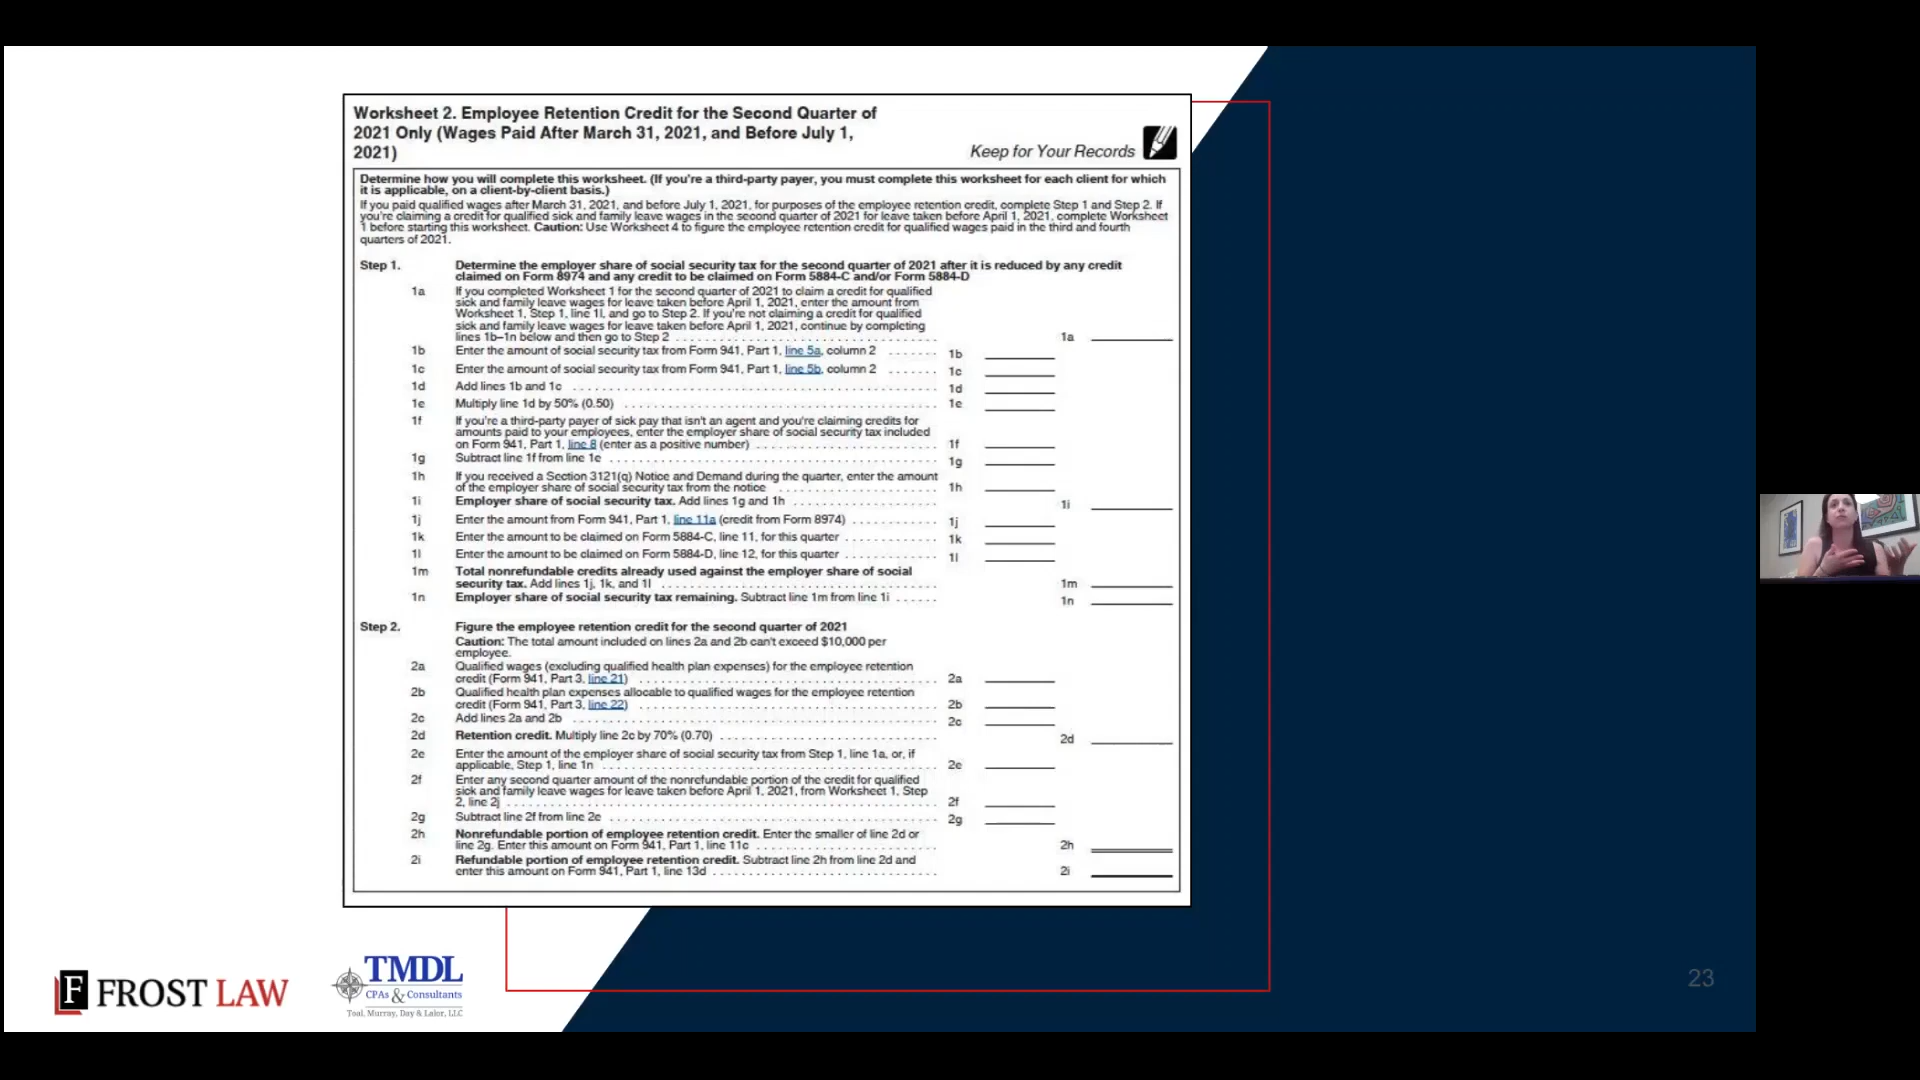 Worksheet 2. Employee Retention Credit for the Second Quarter of
2021 Only (Wages Paid After March 31, 2021, and Before July 1,
2021)
Keep for Your Records
Determine how you will complete this worksheet. (If you're a third-party payer, you must complete this worksheet for each client for which
it is applicable, on a client-by-client basis.)
If you paid qualified wages after March 31, 2021, and before July 1, 2021, for purposes of the employee retention credit, complete Step 1 and Step 2. If
you're claiming a credit for qualified sick and family leave wages in the second quarter of 2021 for leave taken before April 1, 2021, complete Worksheet
1 before starting this worksheet. Caution: Use Worksheet 4 to figure the employee retention credit for qualified wages paid in the third and fourth
quarters of 2021.
Step 1. Determine the employer share of social security tax for the second quarter of 2021 after it is reduced by any credit
claimed on Form 8974 and any credit to be claimed on Form 5884-C and/or Form 5884-D
1a If you completed Worksheet 1 for the second quarter of 2021 to claim a credit for qualified
sick and family leave wages for leave taken before April 1, 2021, enter the amount from
Worksheet 1, Step 1, line 1l, and go to Step 2. If you're not claiming a credit for qualified
sick and family leave wages for leave taken before April 1, 2021, continue by completing
lines 1b–1n below and then go to Step 2 1a
1b Enter the amount of social security tax from Form 941, Part 1, line 5a, column 2 1b
1c Enter the amount of social security tax from Form 941, Part 1, line 5b, column 2 1c
1d Add lines 1b and 1c 1d
1e Multiply line 1d by 50% (0.50) 1e
1f If you're a third-party payer of sick pay that isn't an agent and you're claiming credits for
amounts paid to your employees, enter the employer share of social security tax included
on Form 941, Part 1, line 8 (enter as a positive number) 1f
1g Subtract line 1f from line 1e 1g
1h If you received a Section 3121(q) Notice and Demand during the quarter, enter the amount
of the employer share of social security tax from the notice 1h
1i Employer share of social security tax. Add lines 1g and 1h 1i
1j Enter the amount from Form 941, Part 1, line 11a (credit from Form 8974) 1j
1k Enter the amount to be claimed on Form 5884-C, line 11, for this quarter 1k
1l Enter the amount to be claimed on Form 5884-D, line 12, for this quarter 1l
1m Total nonrefundable credits already used against the employer share of social
security tax. Add lines 1j, 1k, and 1l 1m
1n Employer share of social security tax remaining. Subtract line 1m from line 1i 1n
Step 2. Figure the employee retention credit for the second quarter of 2021
Caution: The total amount included on lines 2a and 2b can't exceed $10,000 per
employee.
2a Qualified wages (excluding qualified health plan expenses) for the employee retention
credit (Form 941, Part 3, line 21) 2a
2b Qualified health plan expenses allocable to qualified wages for the employee retention
credit (Form 941, Part 3, line 22) 2b
2c Add lines 2a and 2b 2c
2d Retention credit. Multiply line 2c by 70% (0.70) 2d
2e Enter the amount of the employer share of social security tax from Step 1, line 1a, or, if
applicable, Step 1, line 1n 2e
2f Enter any second quarter amount of the nonrefundable portion of the credit for qualified
sick and family leave wages for leave taken before April 1, 2021, from Worksheet 1, Step
2, line 2j 2f
2g Subtract line 2f from line 2e 2g
2h Nonrefundable portion of employee retention credit. Enter the smaller of line 2d or
line 2g. Enter this amount on Form 941, Part 1, line 11c 2h
2i Refundable portion of employee retention credit. Subtract line 2h from line 2d and
enter this amount on Form 941, Part 1, line 13d 2i
F FROST LAW
TMDL
CPAs & Consultants
Toal, Murray, Day & Lalor, LLC
23